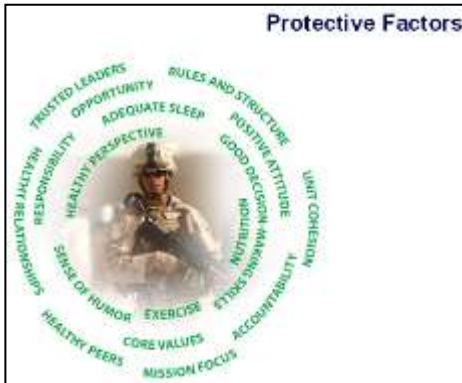 Protective Factors
TRUSTED LEADERS
RULES AND STRUCTURE
UNIT COHESION
ACCOUNTABILITY
MISSION FOCUS
HEALTHY PEERS
HEALTHY RELATIONSHIPS
OPPORTUNITY
POSITIVE ATTITUDE
CORE VALUES
RESPONSIBILITY
ADEQUATE SLEEP
GOOD DECISION-MAKING SKILLS
SENSE OF HUMOR
HEALTHY PERSPECTIVE
NUTRITION
EXERCISE